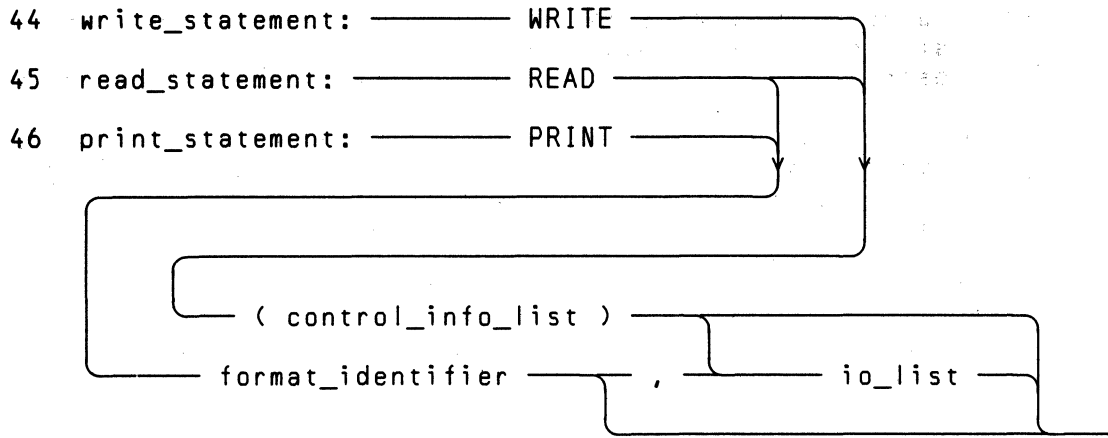 44 write_statement: WRITE
45 read_statement: READ
46 print_statement: PRINT
( control_info_list )
format_identifier , io_list